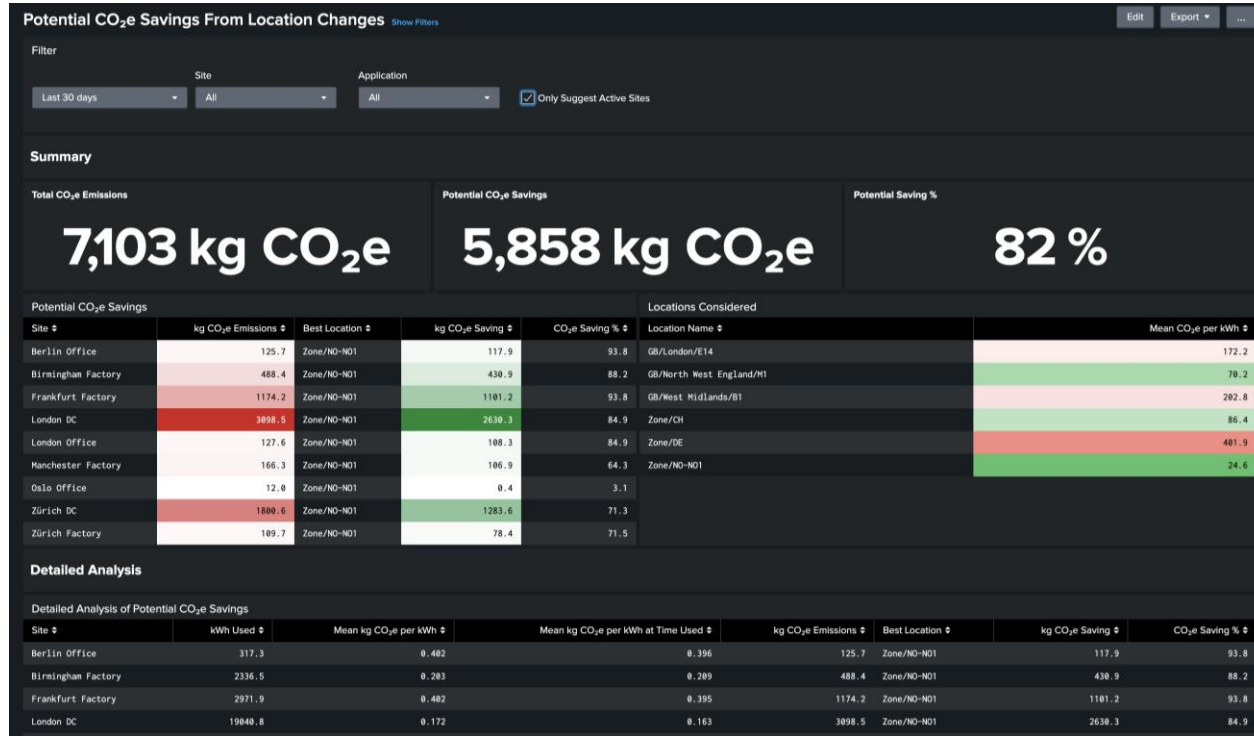 Potential CO₂e Savings From Location Changes Show Filters Edit Export ...
Filter
Site Application
Last 30 days All All Only Suggest Active Sites
Summary
Total CO₂e Emissions Potential CO₂e Savings Potential Saving %
7,103 kg CO₂e 5,858 kg CO₂e 82 %
Potential CO₂e Savings Locations Considered
Site kg CO₂e Emissions Best Location kg CO₂e Saving CO₂e Saving % Location Name Mean CO₂e per kWh
Berlin Office 125.7 Zone/NO-NO1 117.9 93.8 GB/London/E14 172.2
Birmingham Factory 488.4 Zone/NO-NO1 430.9 88.2 GB/North West England/M1 70.2
Frankfurt Factory 1174.2 Zone/NO-NO1 1101.2 93.8 GB/West Midlands/B1 202.8
London DC 3098.5 Zone/NO-NO1 2630.3 84.9 Zone/CH 86.4
London Office 127.6 Zone/NO-NO1 108.3 84.9 Zone/DE 401.9
Manchester Factory 166.3 Zone/NO-NO1 106.9 64.3 Zone/NO-NO1 24.6
Oslo Office 12.0 Zone/NO-NO1 0.4 3.1
Zürich DC 1800.6 Zone/NO-NO1 1283.6 71.3
Zürich Factory 109.7 Zone/NO-NO1 78.4 71.5
Detailed Analysis
Detailed Analysis of Potential CO₂e Savings
Site kWh Used Mean kg CO₂e per kWh Mean kg CO₂e per kWh at Time Used kg CO₂e Emissions Best Location kg CO₂e Saving CO₂e Saving %
Berlin Office 317.3 0.402 0.396 125.7 Zone/NO-NO1 117.9 93.8
Birmingham Factory 2336.5 0.203 0.209 488.4 Zone/NO-NO1 430.9 88.2
Frankfurt Factory 2971.9 0.402 0.395 1174.2 Zone/NO-NO1 1101.2 93.8
London DC 19040.8 0.172 0.163 3098.5 Zone/NO-NO1 2630.3 84.9